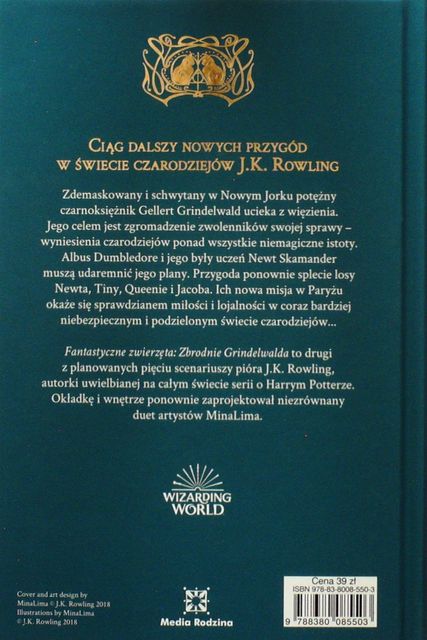 Ciąg dalszy nowych przygód
w świecie czarodziejów J.K. Rowling
Zdemaskowany i schwytany w Nowym Jorku potężny
czarnoksiężnik Gellert Grindelwald ucieka z więzienia.
Jego celem jest zgromadzenie zwolenników swojej sprawy –
wyniesienia czarodziejów ponad wszystkie niemagiczne istoty.
Albus Dumbledore i jego były uczeń Newt Skamander
muszą udaremnić jego plany. Przygoda ponownie splecie losy
Newta, Tiny, Queenie i Jacoba. Ich nowa misja w Paryżu
okaże się sprawdzianem miłości i lojalności w coraz bardziej
niebezpiecznym i podzielonym świecie czarodziejów...
Fantastyczne zwierzęta: Zbrodnie Grindelwalda to drugi
z planowanych pięciu scenariuszy pióra J.K. Rowling,
autorki uwielbianej na całym świecie serii o Harrym Potterze.
Okładkę i wnętrze ponownie zaprojektował niezrównany
duet artystów MinaLima.
WIZARDING
WORLD
Cover and art design by
MinaLima © J.K. Rowling 2018
Illustrations by MinaLima
© J.K. Rowling 2018
Media Rodzina
Cena 39 zł
ISBN 978-83-8008-550-3
9 788380 085503